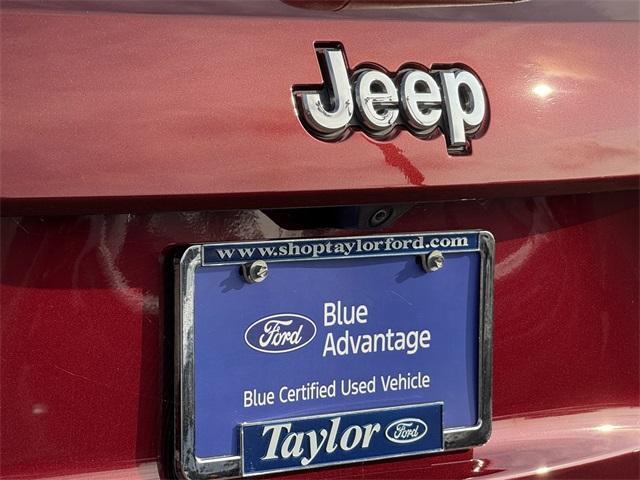 Jeep
www.shoptaylorford.com
Ford
Blue
Advantage
Blue Certified Used Vehicle
Taylor Ford